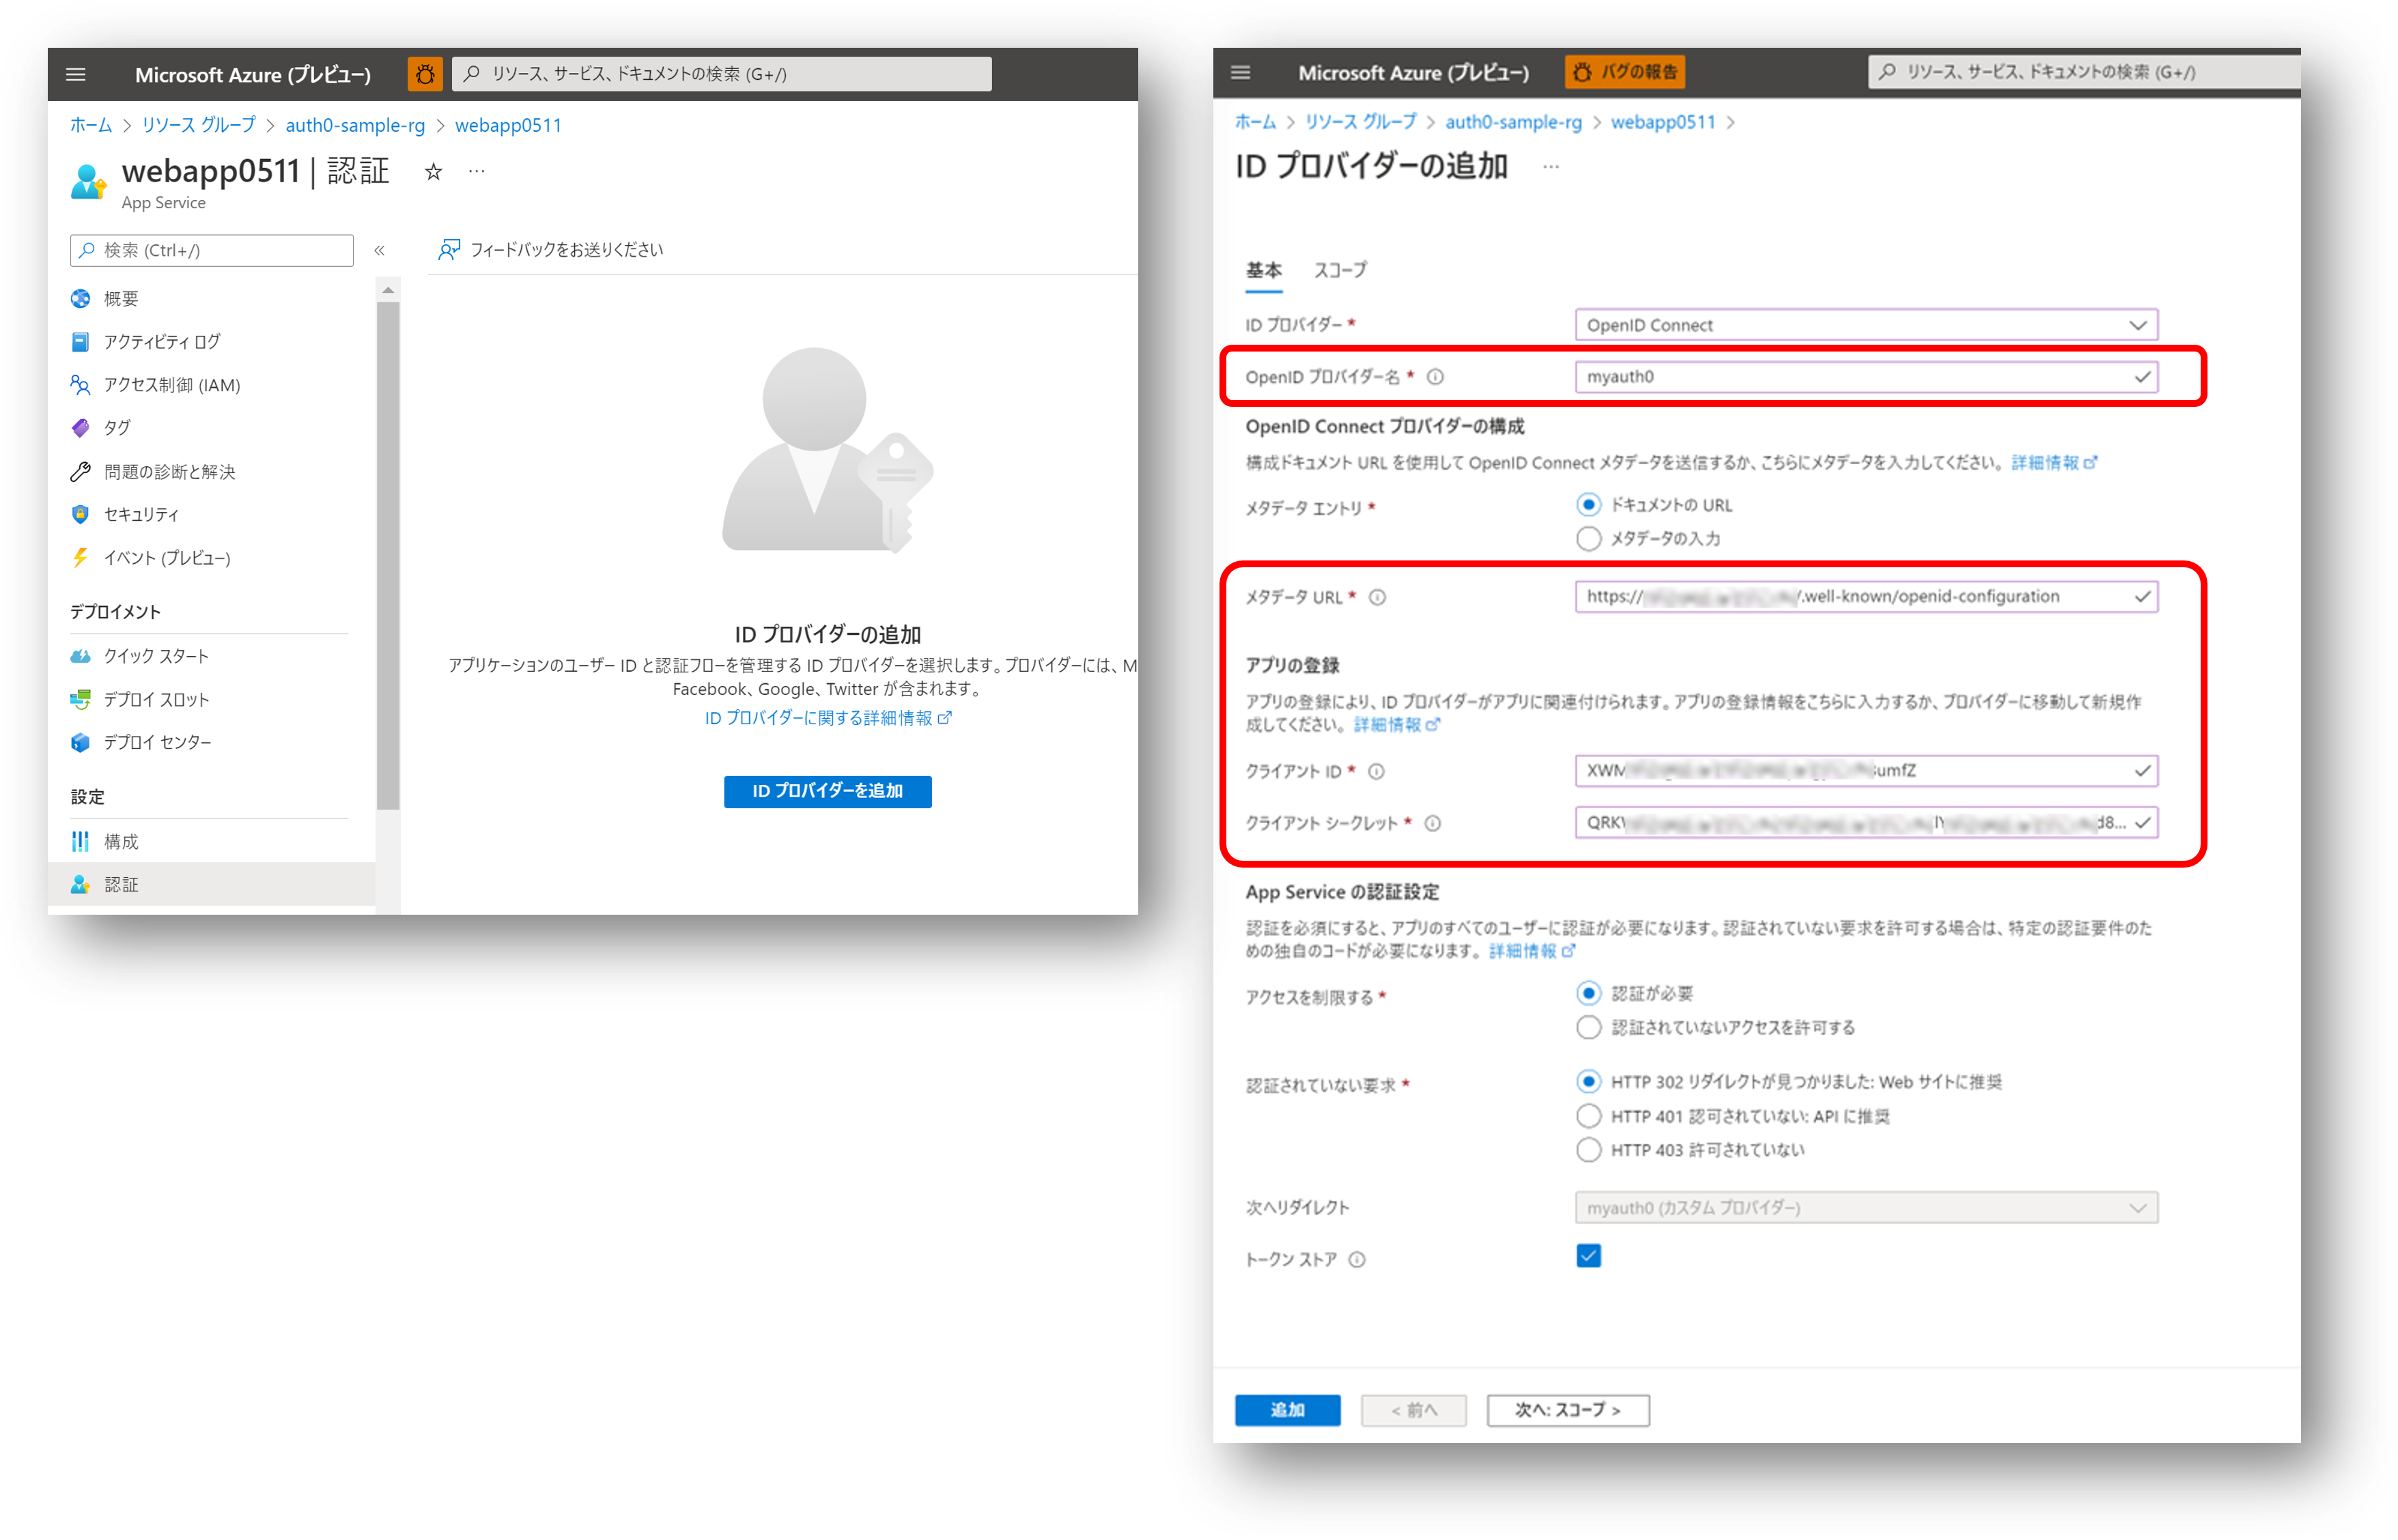 Microsoft Azure (プレビュー)
リソース、サービス、ドキュメントの検索 (G+/)
ホーム > リソース グループ > auth0-sample-rg > webapp0511
webapp0511 | 認証 ☆ …
App Service
検索 (Ctrl+/) «
フィードバックをお送りください
概要
アクティビティ ログ
アクセス制御 (IAM)
タグ
問題の診断と解決
セキュリティ
イベント (プレビュー)
デプロイメント
クイック スタート
デプロイ スロット
デプロイ センター
設定
構成
認証
ID プロバイダーの追加
アプリケーションのユーザー ID と認証フローを管理する ID プロバイダーを選択します。プロバイダーには、M
Facebook、Google、Twitter が含まれます。
ID プロバイダーに関する詳細情報
ID プロバイダーを追加
Microsoft Azure (プレビュー)
バグの報告
リソース、サービス、ドキュメントの検索 (G+/)
ホーム > リソース グループ > auth0-sample-rg > webapp0511 >
ID プロバイダーの追加 …
基本 スコープ
ID プロバイダー * OpenID Connect
OpenID プロバイダー名 * myauth0
OpenID Connect プロバイダーの構成
構成ドキュメント URL を使用して OpenID Connect メタデータを送信するか、こちらにメタデータを入力してください。 詳細情報
メタデータ エントリ * ドキュメントの URL
メタデータの入力
メタデータ URL * https:// /.well-known/openid-configuration
アプリの登録
アプリの登録により、ID プロバイダーがアプリに関連付けられます。アプリの登録情報をこちらに入力するか、プロバイダーに移動して新規作
成してください。 詳細情報
クライアント ID * XWM umfZ
クライアント シークレット * QRK d8...
App Service の認証設定
認証を必須にすると、アプリのすべてのユーザーに認証が必要になります。認証されていない要求を許可する場合は、特定の認証要件のた
めの独自のコードが必要になります。 詳細情報
アクセスを制限する * 認証が必要
認証されていないアクセスを許可する
認証されていない要求 * HTTP 302 リダイレクトが見つかりました: Web サイトに推奨
HTTP 401 認可されていない: API に推奨
HTTP 403 許可されていない
次へリダイレクト myauth0 (カスタム プロバイダー)
トークン ストア
追加 < 前へ 次へ: スコープ >